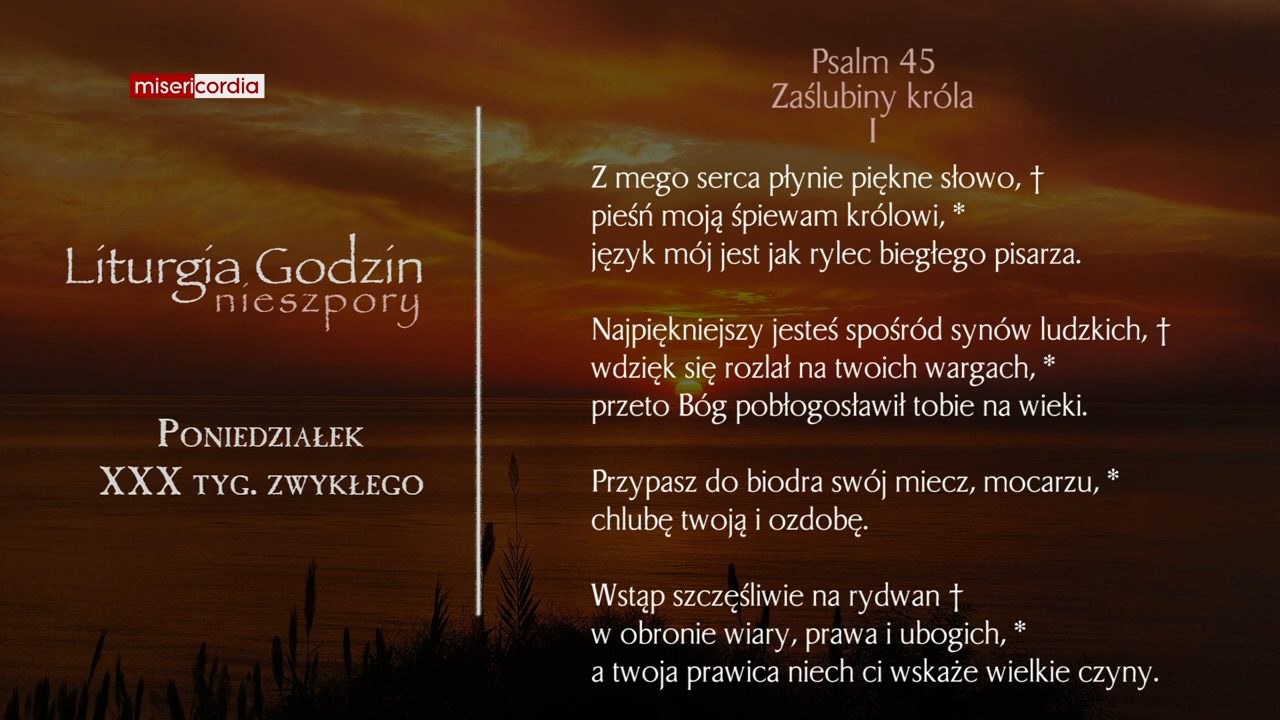 misericordia
Liturgia Godzin
nieszpory
Poniedziałek
XXX tyg. zwykłego
Psalm 45
Zaślubiny króla
I
Z mego serca płynie piękne słowo, †
pieśń moją śpiewam królowi, *
język mój jest jak rylec biegłego pisarza.
Najpiękniejszy jesteś spośród synów ludzkich, †
wdzięk się rozlał na twoich wargach, *
przeto Bóg pobłogosławił tobie na wieki.
Przypasz do biodra swój miecz, mocarzu, *
chlubę twoją i ozdobę.
Wstąp szczęśliwie na rydwan †
w obronie wiary, prawa i ubogich, *
a twoja prawica niech ci wskaże wielkie czyny.